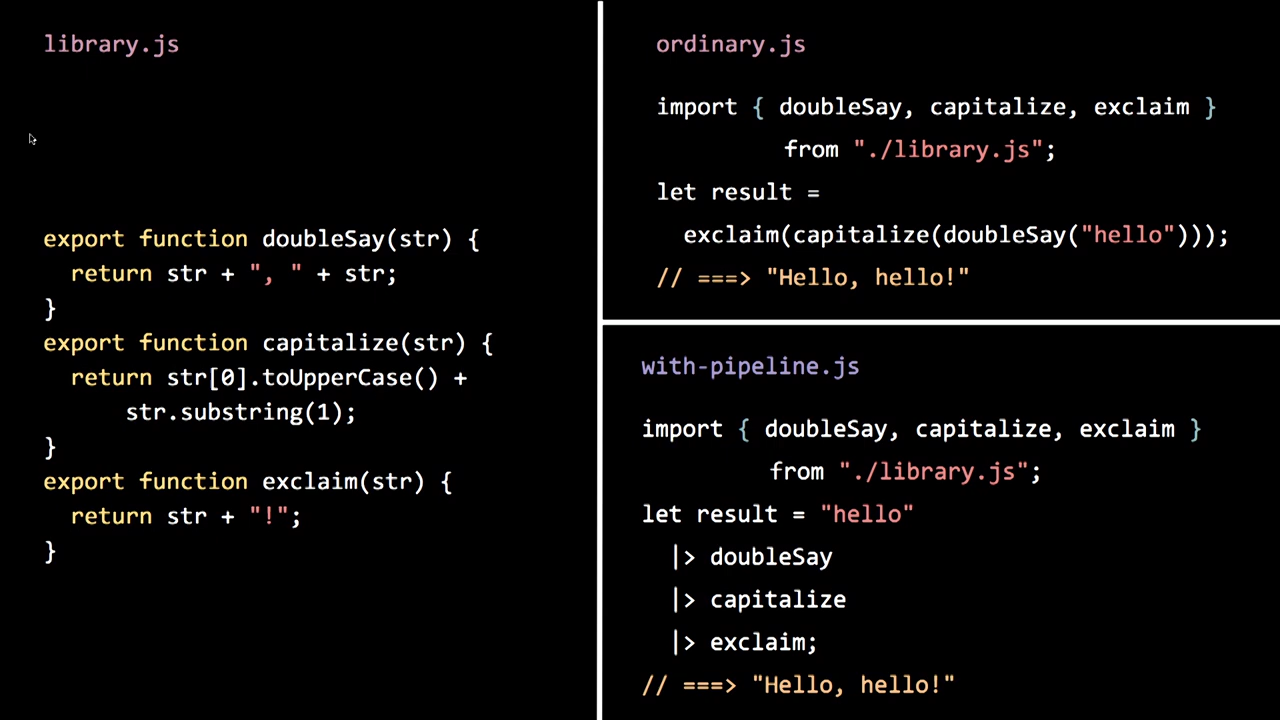 library.js
export function doubleSay(str) {
  return str + ", " + str;
}
export function capitalize(str) {
  return str[0].toUpperCase() +
      str.substring(1);
}
export function exclaim(str) {
  return str + "!";
}
ordinary.js
import { doubleSay, capitalize, exclaim }
          from "./library.js";
let result =
  exclaim(capitalize(doubleSay("hello")));
// ===> "Hello, hello!"
with-pipeline.js
import { doubleSay, capitalize, exclaim }
          from "./library.js";
let result = "hello"
  |> doubleSay
  |> capitalize
  |> exclaim;
// ===> "Hello, hello!"